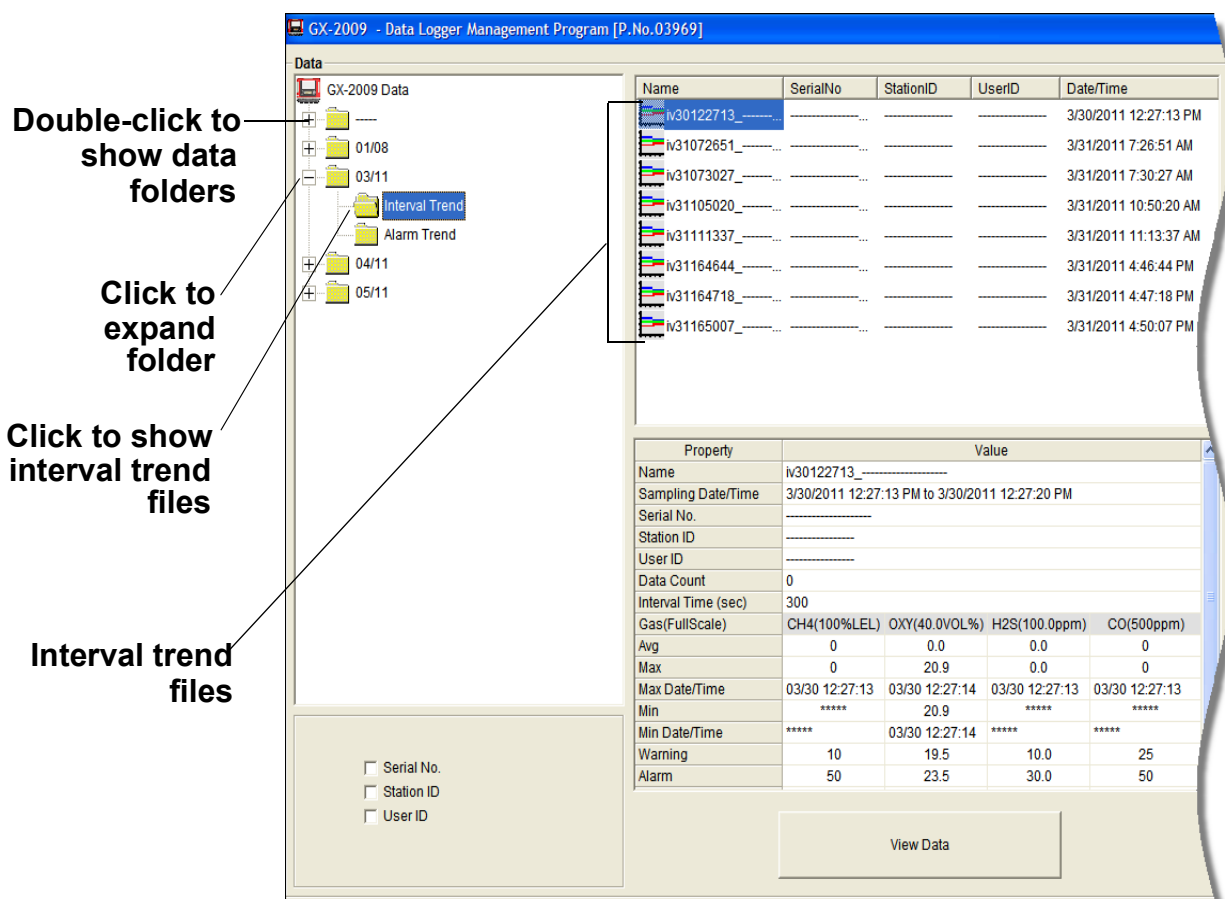 GX-2009 - Data Logger Management Program [P.No.03969]
Data
GX-2009 Data
-----
01/08
03/11
Interval Trend
Alarm Trend
04/11
05/11
Double-click to
show data
folders
Click to
expand
folder
Click to show
interval trend
files
Interval trend
files
Name SerialNo StationID UserID Date/Time
iv30122713_-------... ----------------... ---------------- ---------------- 3/30/2011 12:27:13 PM
iv31072651_-------... ----------------... ---------------- ---------------- 3/31/2011 7:26:51 AM
iv31073027_-------... ----------------... ---------------- ---------------- 3/31/2011 7:30:27 AM
iv31105020_-------... ----------------... ---------------- ---------------- 3/31/2011 10:50:20 AM
iv31111337_-------... ----------------... ---------------- ---------------- 3/31/2011 11:13:37 AM
iv31164644_-------... ----------------... ---------------- ---------------- 3/31/2011 4:46:44 PM
iv31164718_-------... ----------------... ---------------- ---------------- 3/31/2011 4:47:18 PM
iv31165007_-------... ----------------... ---------------- ---------------- 3/31/2011 4:50:07 PM
Property Value
Name iv30122713_--------------------
Sampling Date/Time 3/30/2011 12:27:13 PM to 3/30/2011 12:27:20 PM
Serial No. --------------------
Station ID ----------------
User ID ----------------
Data Count 0
Interval Time (sec) 300
Gas(FullScale) CH4(100%LEL) OXY(40.0VOL%) H2S(100.0ppm) CO(500ppm)
Avg 0 0.0 0.0 0
Max 0 20.9 0.0 0
Max Date/Time 03/30 12:27:13 03/30 12:27:14 03/30 12:27:13 03/30 12:27:13
Min ***** 20.9 ***** *****
Min Date/Time ***** 03/30 12:27:14 ***** *****
Warning 10 19.5 10.0 25
Alarm 50 23.5 30.0 50
Serial No.
Station ID
User ID
View Data